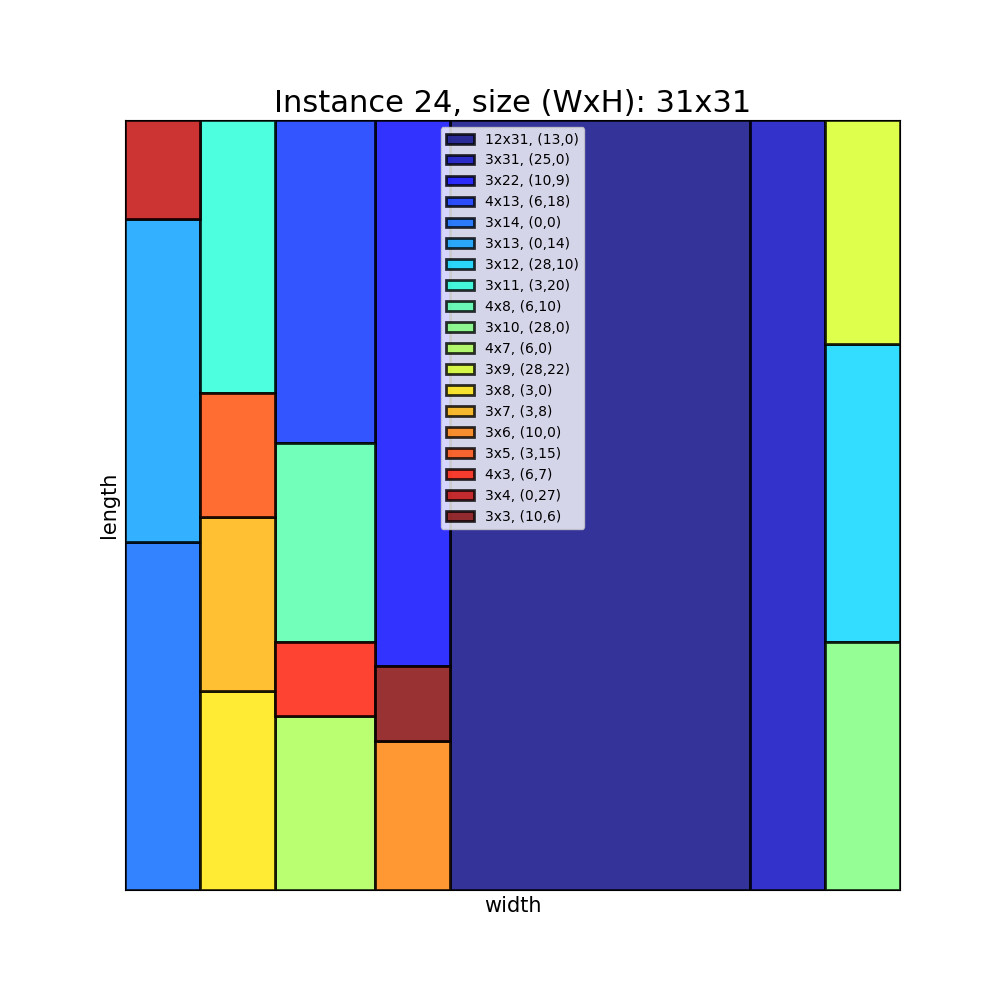 Instance 24, size (WxH): 31x31
12x31, (13,0)
3x31, (25,0)
3x22, (10,9)
4x13, (6,18)
3x14, (0,0)
3x13, (0,14)
3x12, (28,10)
3x11, (3,20)
4x8, (6,10)
3x10, (28,0)
4x7, (6,0)
3x9, (28,22)
3x8, (3,0)
3x7, (3,8)
3x6, (10,0)
3x5, (3,15)
4x3, (6,7)
3x4, (0,27)
3x3, (10,6)
length
width